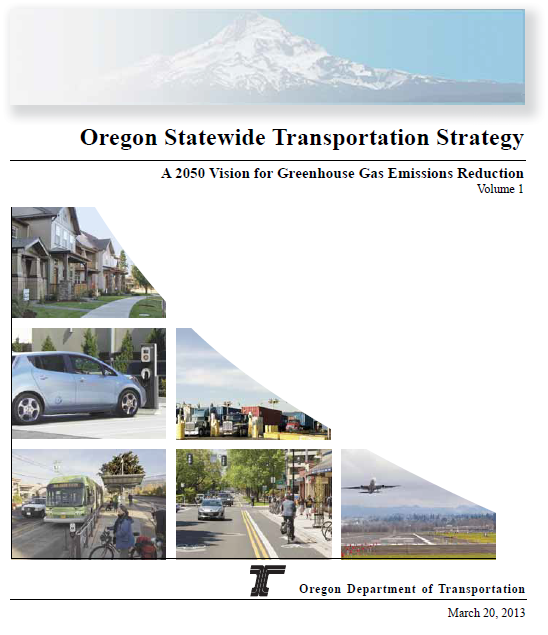 Oregon Statewide Transportation Strategy
A 2050 Vision for Greenhouse Gas Emissions Reduction
Volume 1
Oregon Department of Transportation
March 20, 2013